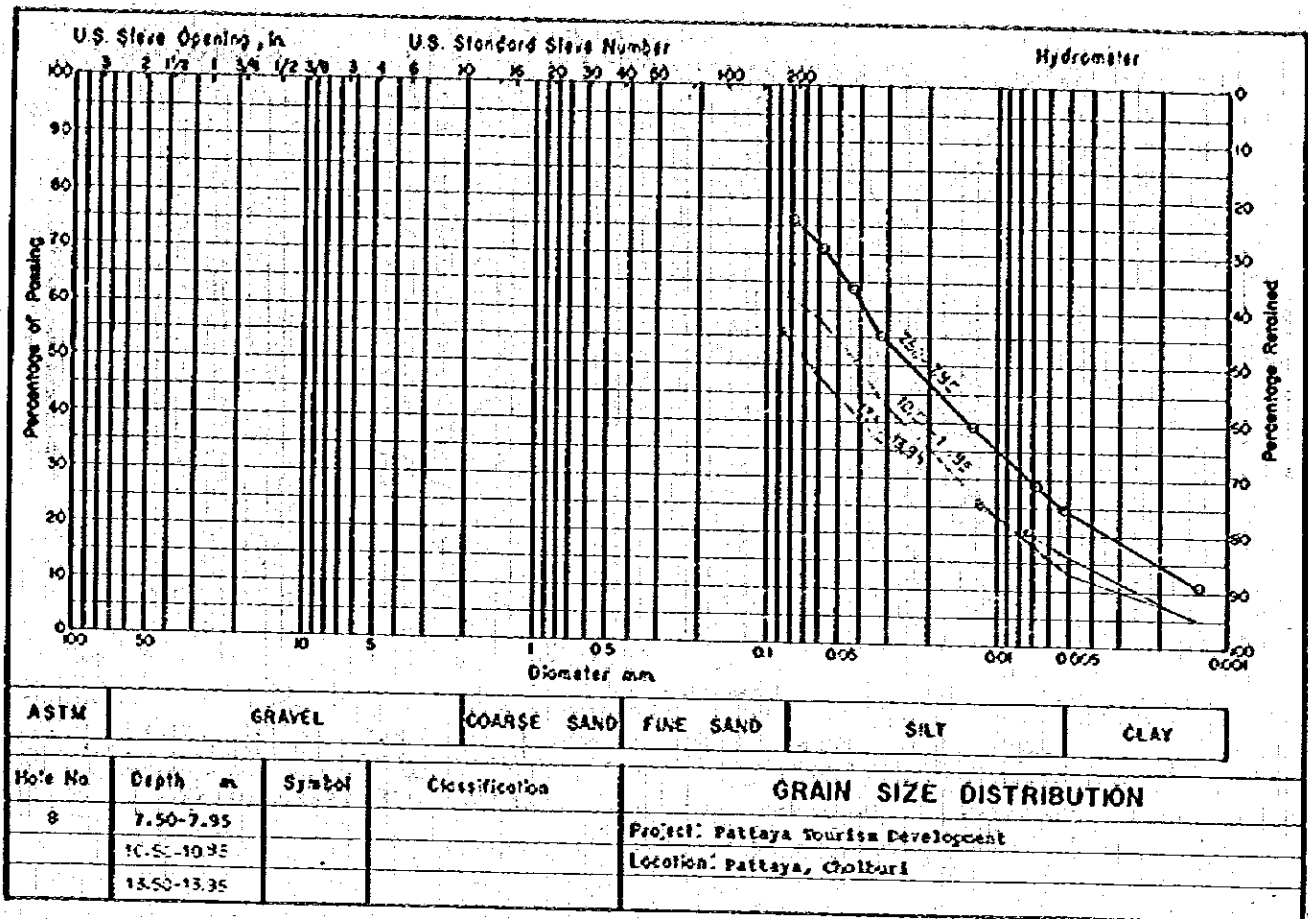 U.S. Sieve Opening, in
U.S. Standard Sieve Number
Hydrometer
3 2 1 1/2 1 3/4 1/2 3/8 3 4 6 10 16 20 30 40 50 100 200
100
90
80
70
60
50
40
30
20
10
0
Percentage of Passing
0
10
20
30
40
50
60
70
80
90
100
Percentage Retained
13.95
100 50 10 5 1 0.5 0.1 0.05 0.01 0.005 0.001
Diameter mm
ASTM GRAVEL COARSE SAND FINE SAND SILT CLAY
Hole No. Depth m Symbol Classification GRAIN SIZE DISTRIBUTION
8 7.50-7.95
Project: Pattaya Tourism Development
10.50-10.95
Location: Pattaya, Cholburi
13.50-13.95